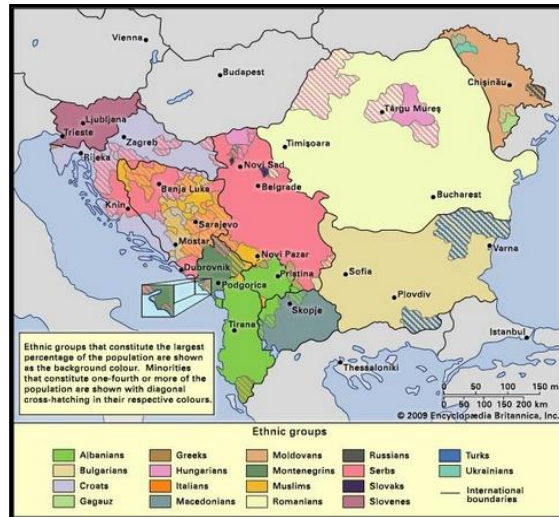 Vienna
Budapest
Chişinău
Ljubljana
Trieste
Zagreb
Rijeka
Târgu Mureş
Timişoara
Novi Sad
Banja Luka
Belgrade
Bucharest
Knin
Sarajevo
Mostar
Novi Pazar
Varna
Dubrovnik
Priština
Sofia
Podgorica
Plovdiv
Skopje
Tirana
Istanbul
Thessaloniki
Ethnic groups that constitute the largest
percentage of the population are shown
as the background colour. Minorities
that constitute one-fourth or more of the
population are shown with diagonal
cross-hatching in their respective colours.
0 50 100 150 mi
0 100 200 km
© 2009 Encyclopædia Britannica, Inc.
Ethnic groups
Albanians Greeks Moldovans Russians Turks
Bulgarians Hungarians Montenegrins Serbs Ukrainians
Croats Italians Muslims Slovaks International
Gagauz Macedonians Romanians Slovenes boundaries